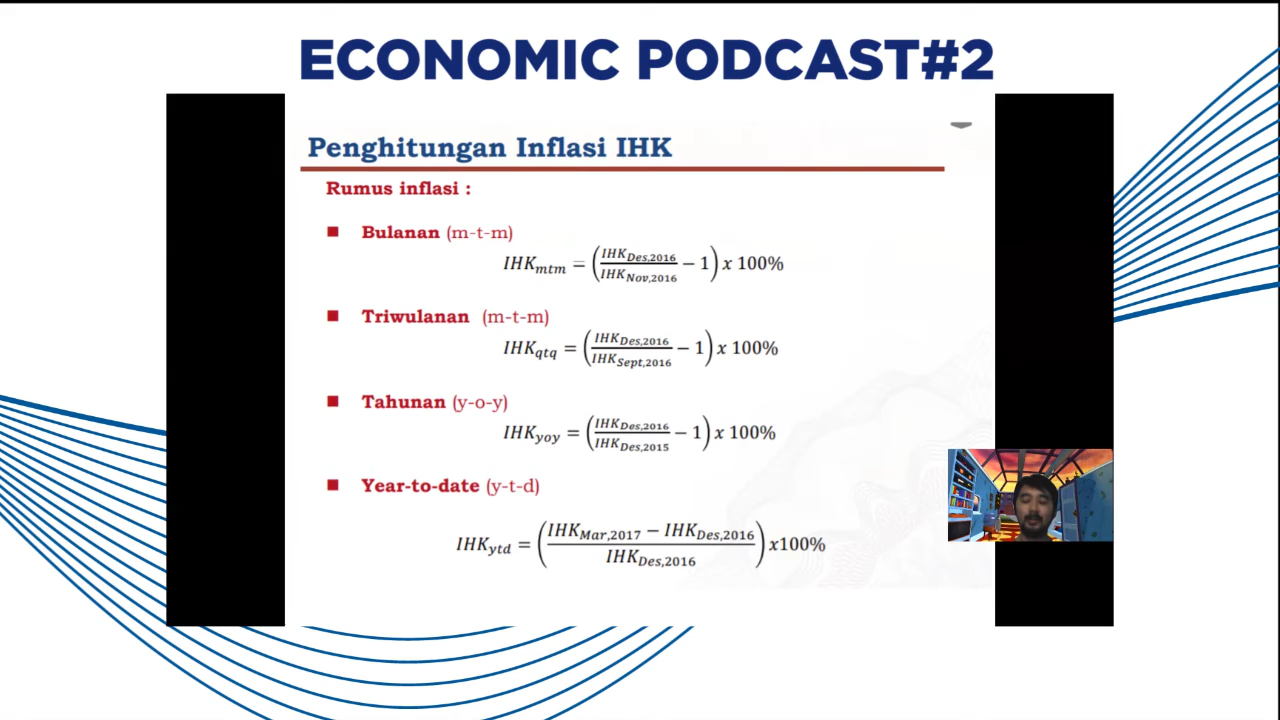 ECONOMIC PODCAST#2
Penghitungan Inflasi IHK
Rumus inflasi :
■ Bulanan (m-t-m)
IHK_mtm = (IHK_Des,2016 / IHK_Nov,2016 − 1) x 100%
■ Triwulanan (m-t-m)
IHK_qtq = (IHK_Des,2016 / IHK_Sept,2016 − 1) x 100%
■ Tahunan (y-o-y)
IHK_yoy = (IHK_Des,2016 / IHK_Des,2015 − 1) x 100%
■ Year-to-date (y-t-d)
IHK_ytd = (IHK_Mar,2017 − IHK_Des,2016 / IHK_Des,2016) x100%